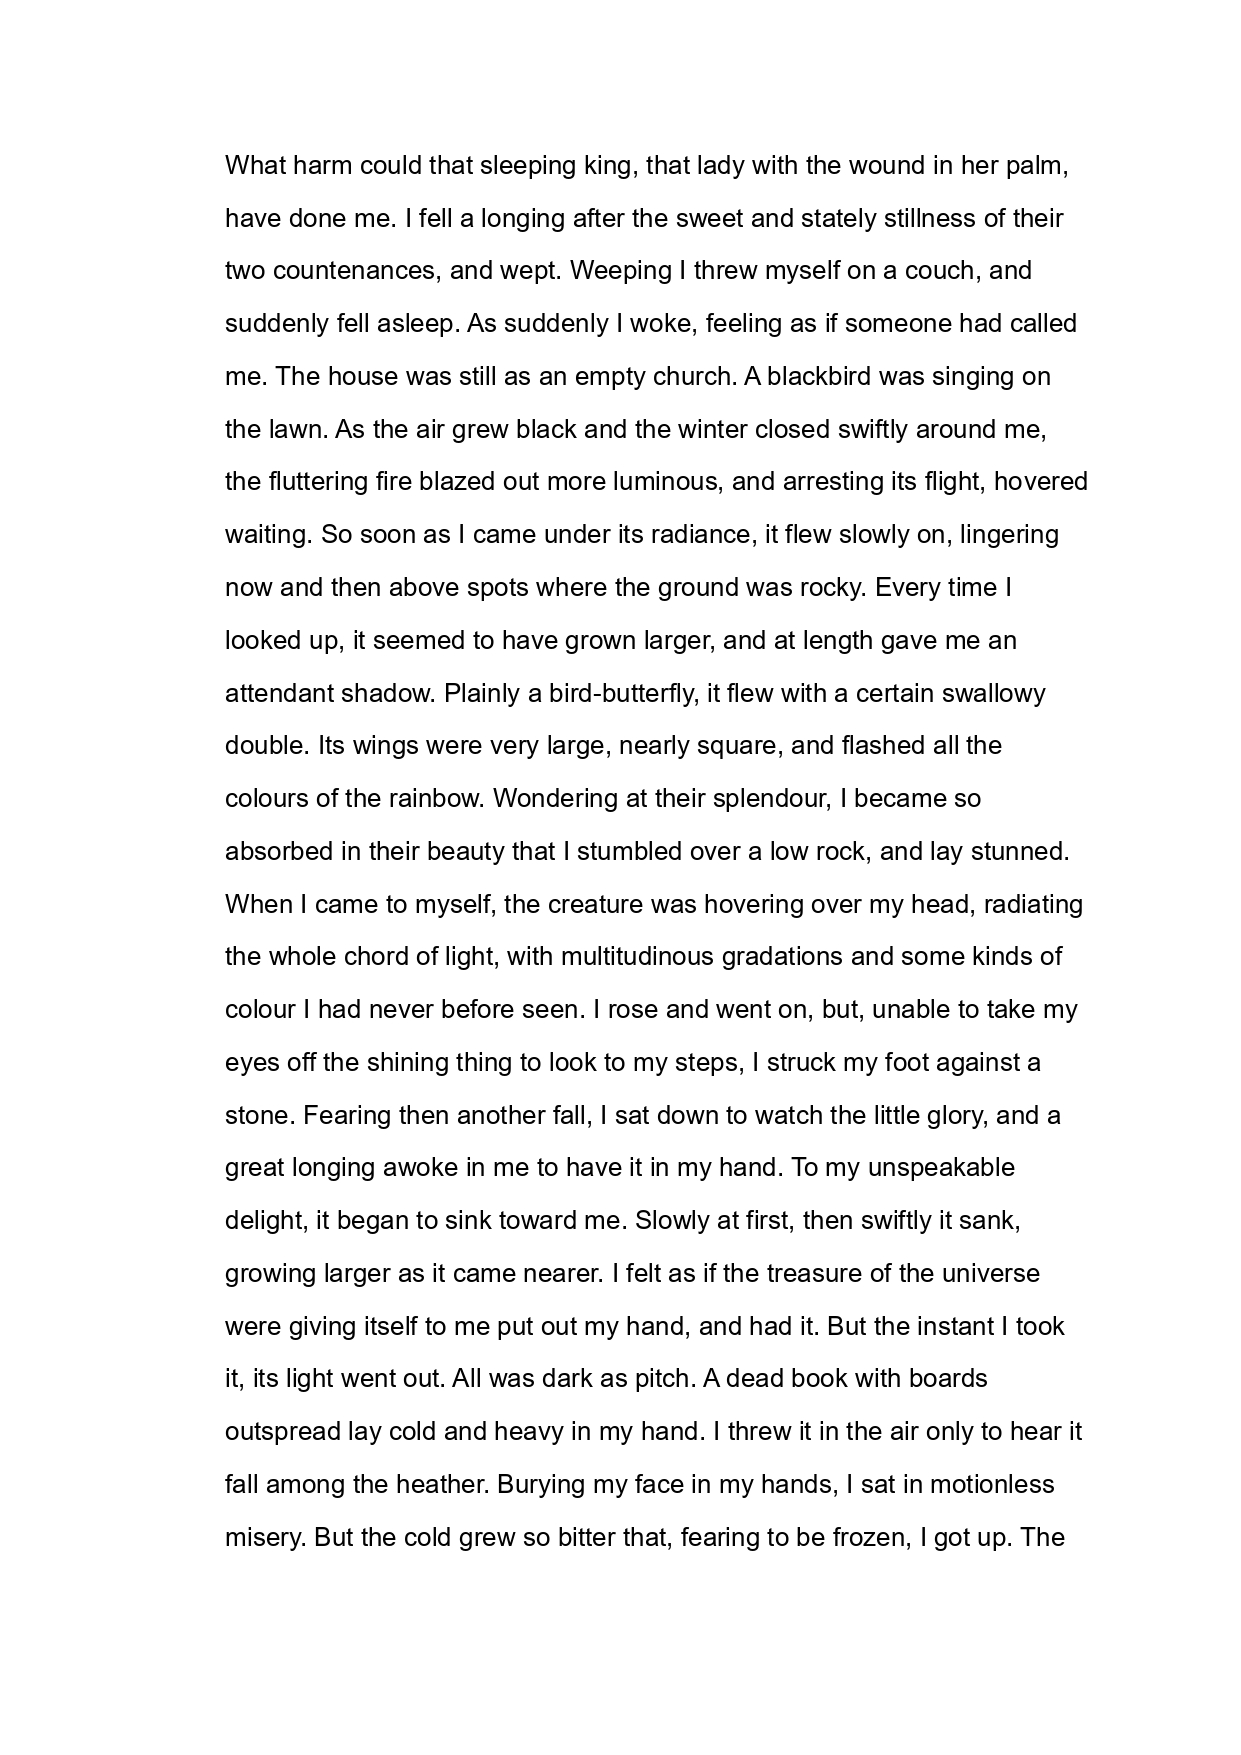 What harm could that sleeping king, that lady with the wound in her palm,
have done me. I fell a longing after the sweet and stately stillness of their
two countenances, and wept. Weeping I threw myself on a couch, and
suddenly fell asleep. As suddenly I woke, feeling as if someone had called
me. The house was still as an empty church. A blackbird was singing on
the lawn. As the air grew black and the winter closed swiftly around me,
the fluttering fire blazed out more luminous, and arresting its flight, hovered
waiting. So soon as I came under its radiance, it flew slowly on, lingering
now and then above spots where the ground was rocky. Every time I
looked up, it seemed to have grown larger, and at length gave me an
attendant shadow. Plainly a bird-butterfly, it flew with a certain swallowy
double. Its wings were very large, nearly square, and flashed all the
colours of the rainbow. Wondering at their splendour, I became so
absorbed in their beauty that I stumbled over a low rock, and lay stunned.
When I came to myself, the creature was hovering over my head, radiating
the whole chord of light, with multitudinous gradations and some kinds of
colour I had never before seen. I rose and went on, but, unable to take my
eyes off the shining thing to look to my steps, I struck my foot against a
stone. Fearing then another fall, I sat down to watch the little glory, and a
great longing awoke in me to have it in my hand. To my unspeakable
delight, it began to sink toward me. Slowly at first, then swiftly it sank,
growing larger as it came nearer. I felt as if the treasure of the universe
were giving itself to me put out my hand, and had it. But the instant I took
it, its light went out. All was dark as pitch. A dead book with boards
outspread lay cold and heavy in my hand. I threw it in the air only to hear it
fall among the heather. Burying my face in my hands, I sat in motionless
misery. But the cold grew so bitter that, fearing to be frozen, I got up. The